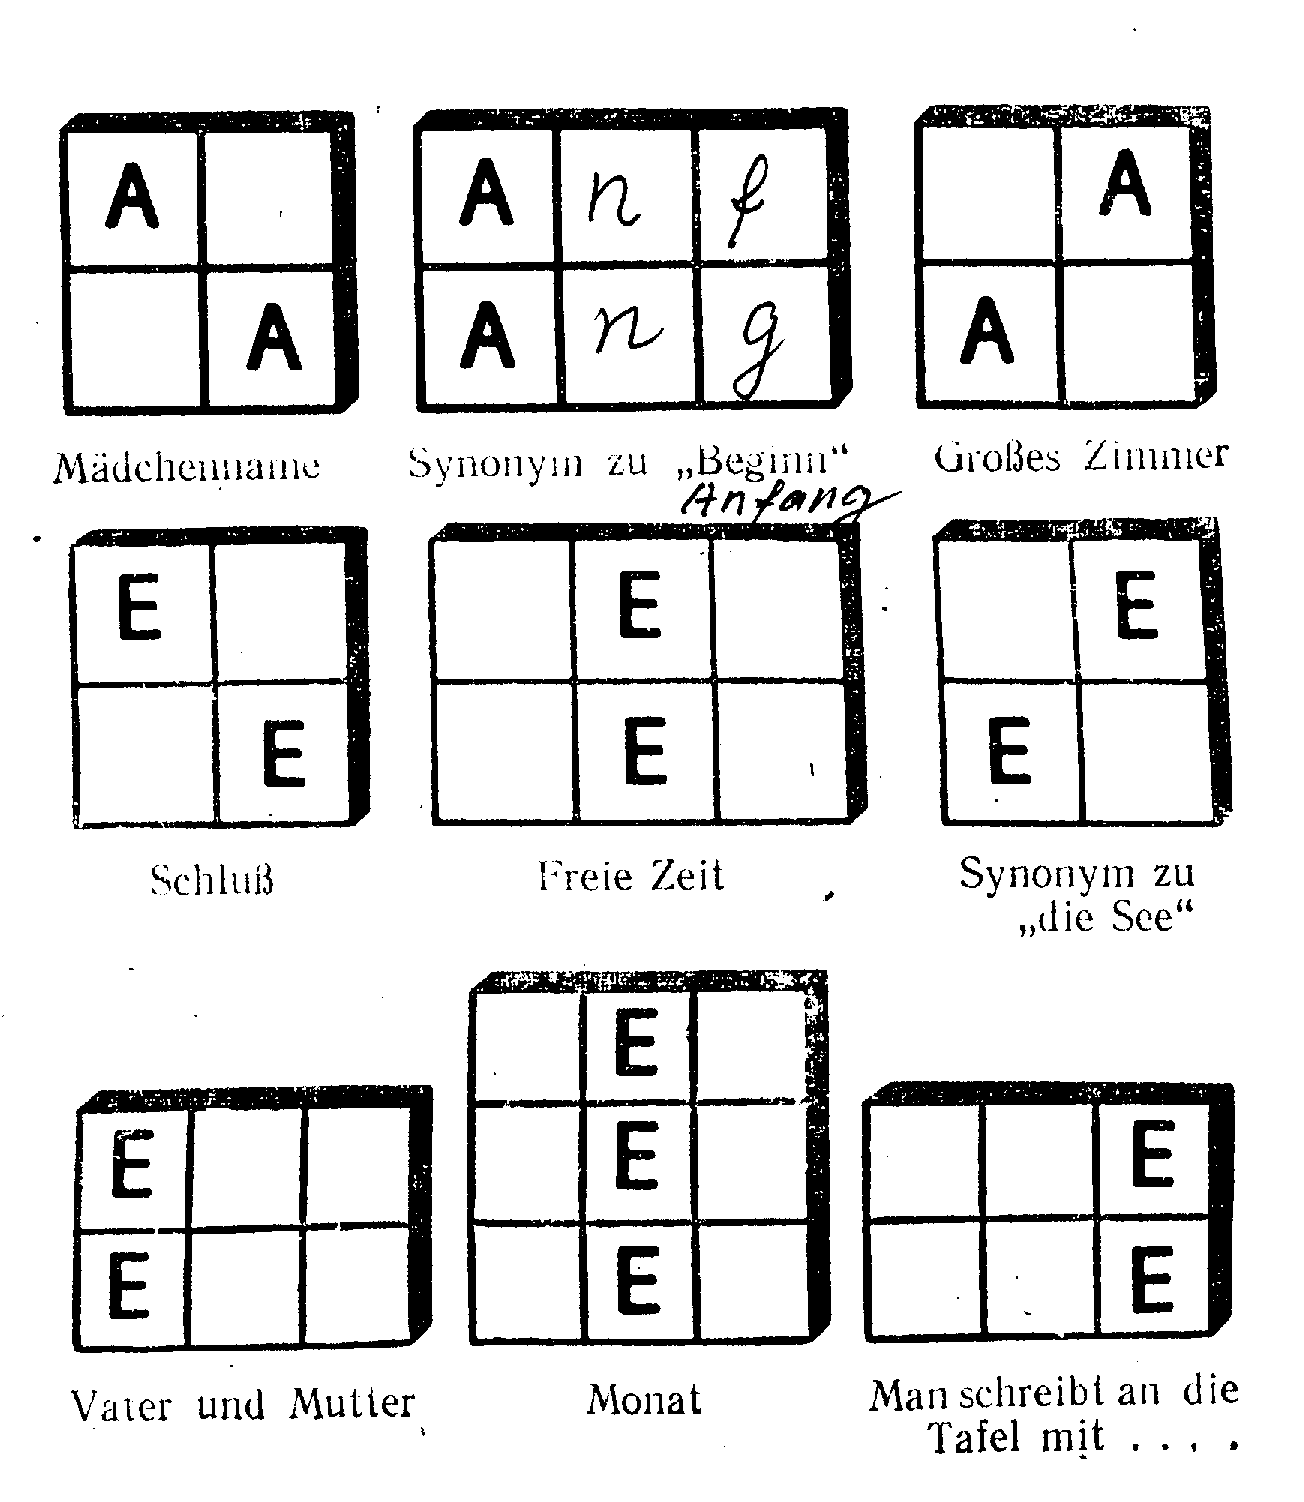 A
A
Mädchenname
A n f
A n g
Synonym zu „Beginn“
Anfang
A
A
Großes Zimmer
E
E
Schluß
E
E
Freie Zeit
E
E
Synonym zu
„die See“
E
E
Vater und Mutter
E
E
E
Monat
E
E
Man schreibt an die
Tafel mit . . . .